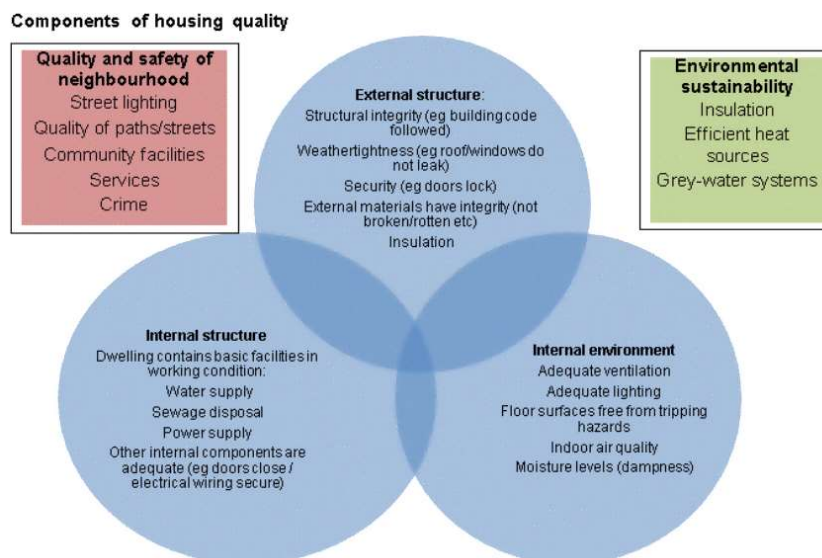 Components of housing quality
Quality and safety of
neighbourhood
Street lighting
Quality of paths/streets
Community facilities
Services
Crime
External structure:
Structural integrity (eg building code
followed)
Weathertightness (eg roof/windows do
not leak)
Security (eg doors lock)
External materials have integrity (not
broken/rotten etc)
Insulation
Environmental
sustainability
Insulation
Efficient heat
sources
Grey-water systems
Internal structure
Dwelling contains basic facilities in
working condition:
Water supply
Sewage disposal
Power supply
Other internal components are
adequate (eg doors close /
electrical wiring secure)
Internal environment
Adequate ventilation
Adequate lighting
Floor surfaces free from tripping
hazards
Indoor air quality
Moisture levels (dampness)